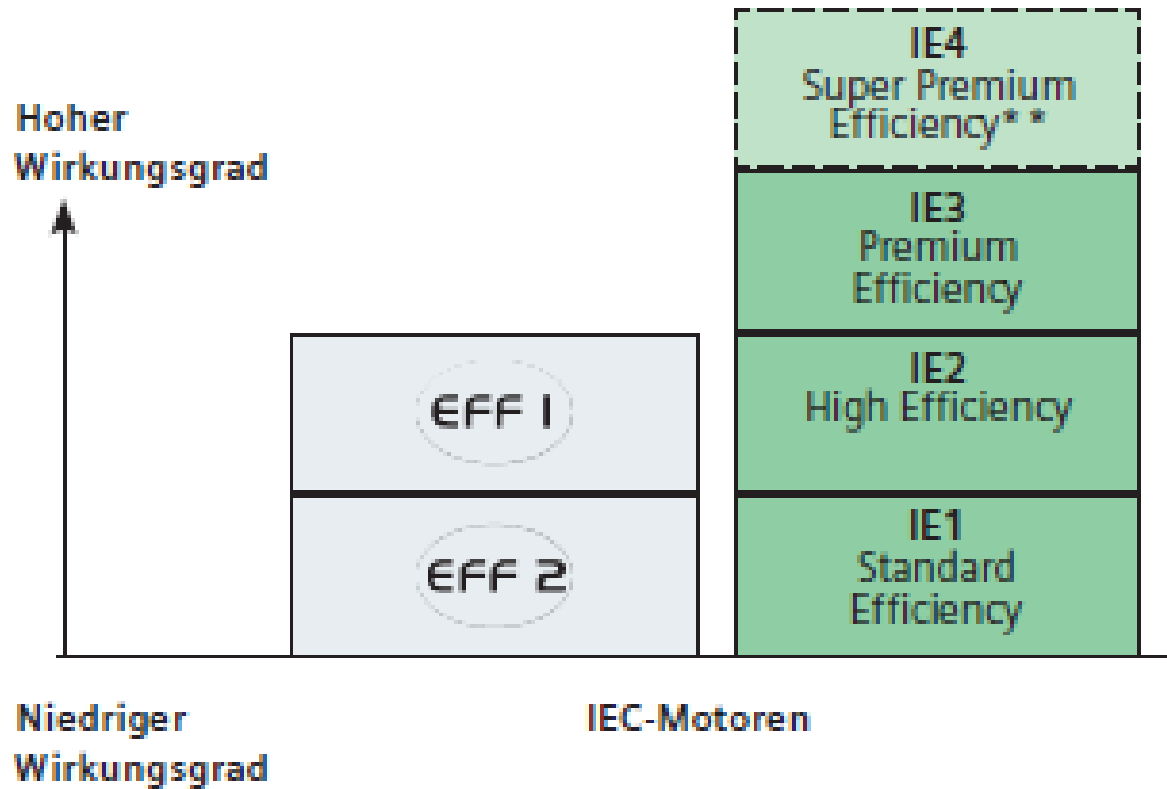 Hoher
Wirkungsgrad
IE4
Super Premium
Efficiency**
IE3
Premium
Efficiency
EFF 1
IE2
High Efficiency
EFF 2
IE1
Standard
Efficiency
Niedriger
Wirkungsgrad
IEC-Motoren